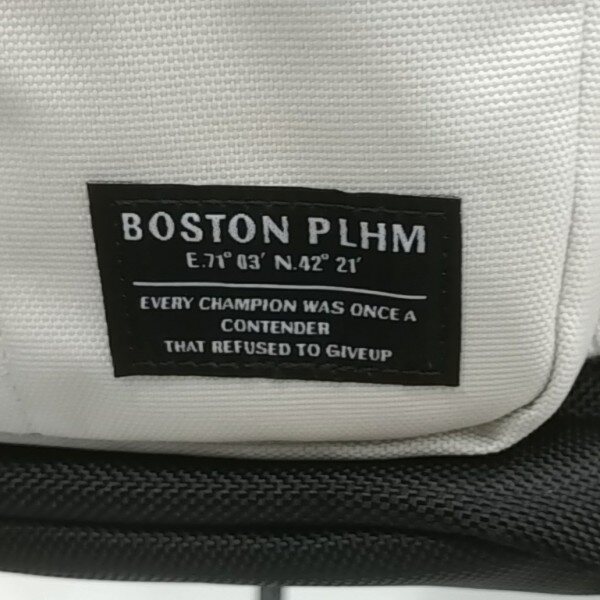 BOSTON PLHM
E.71° 03′ N.42° 21′
EVERY CHAMPION WAS ONCE A
CONTENDER
THAT REFUSED TO GIVEUP